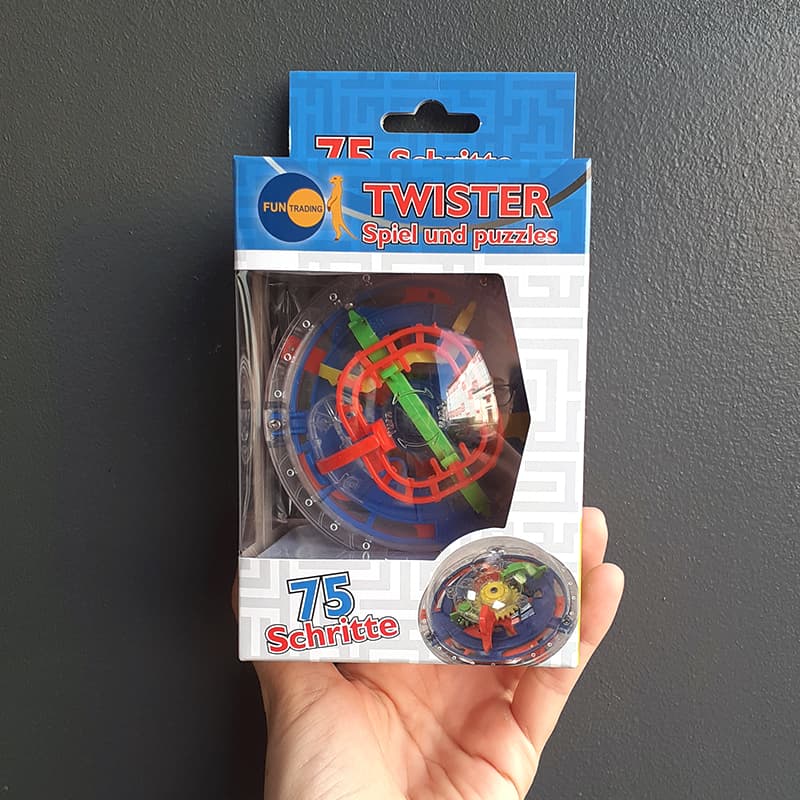 75 Schritte
FUN TRADING
TWISTER
Spiel und puzzles
75
Schritte